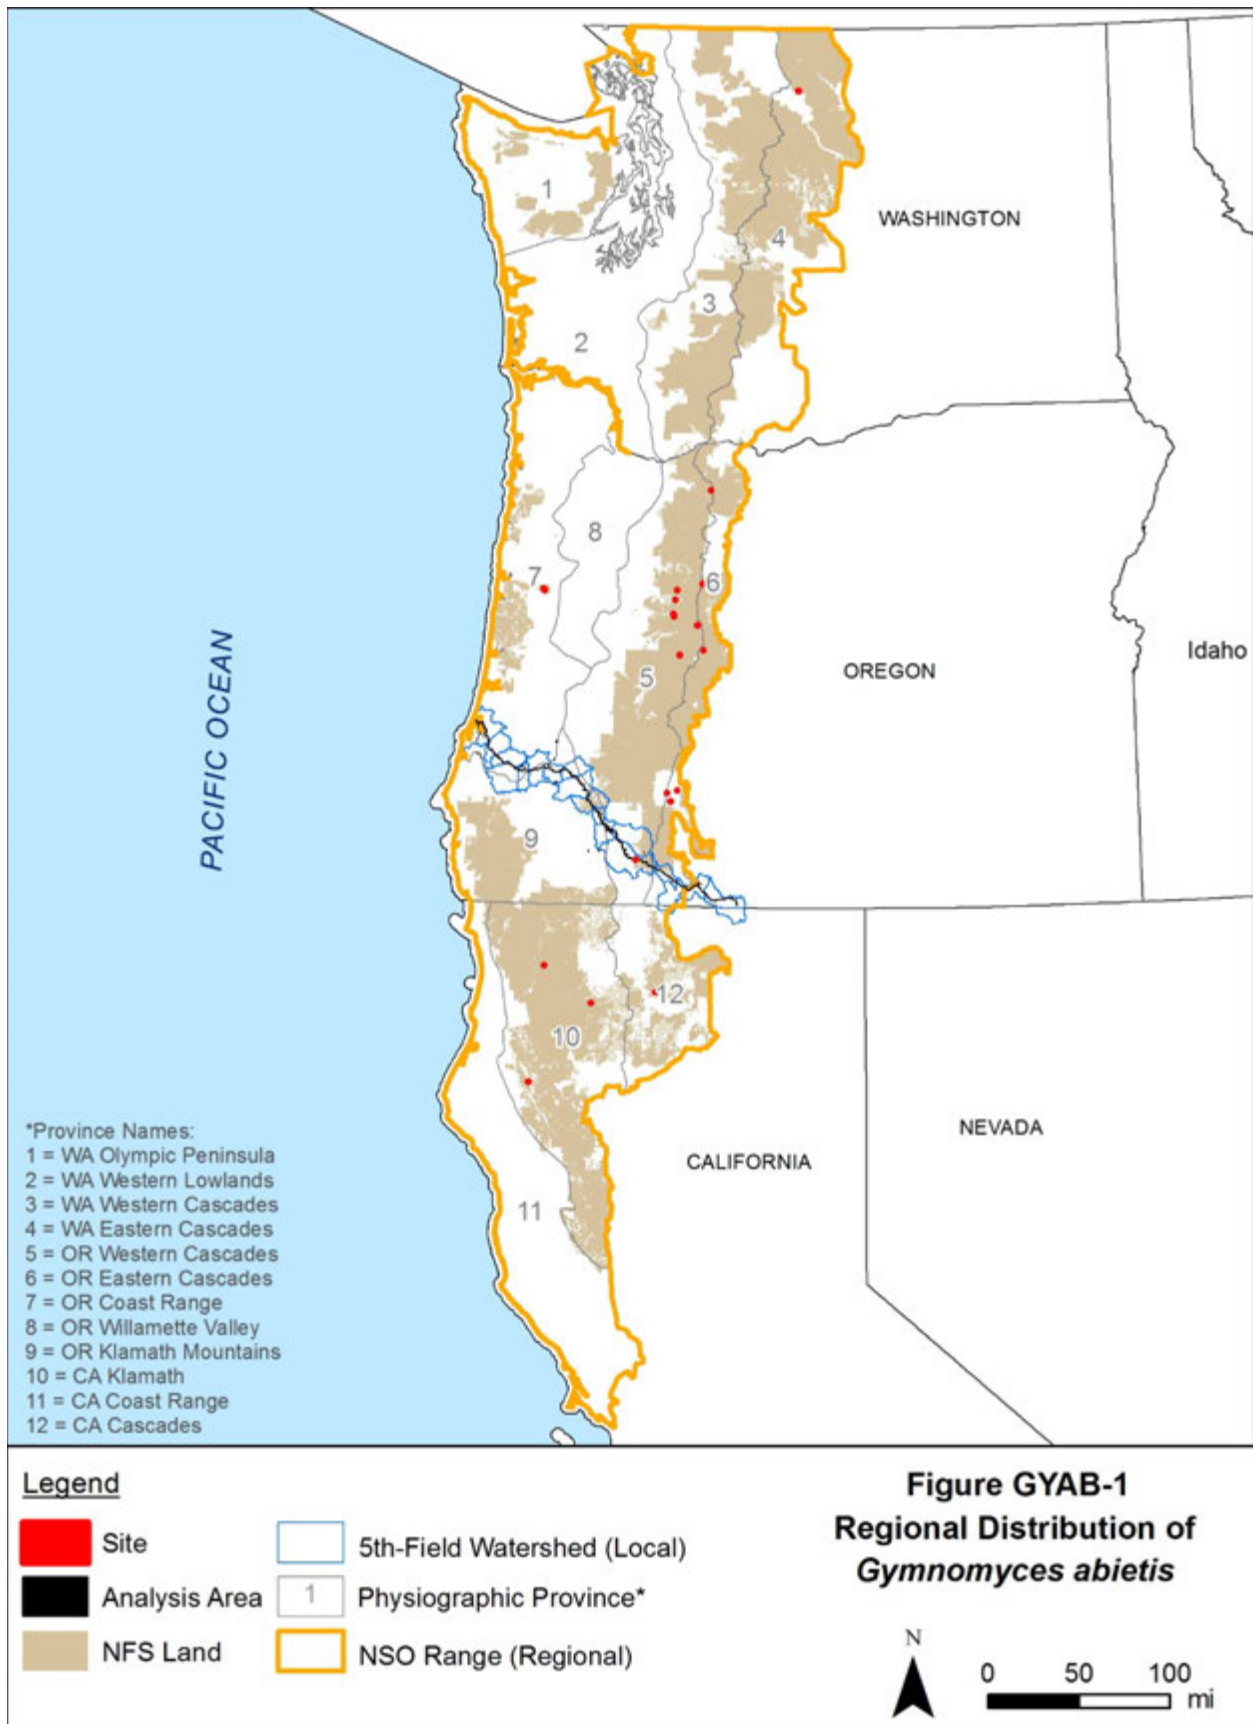 1
WASHINGTON
4
3
2
8
7
6
5
Idaho
OREGON
PACIFIC OCEAN
9
12
10
NEVADA
CALIFORNIA
11
*Province Names:
1 = WA Olympic Peninsula
2 = WA Western Lowlands
3 = WA Western Cascades
4 = WA Eastern Cascades
5 = OR Western Cascades
6 = OR Eastern Cascades
7 = OR Coast Range
8 = OR Willamette Valley
9 = OR Klamath Mountains
10 = CA Klamath
11 = CA Coast Range
12 = CA Cascades
Legend
Site
Analysis Area
NFS Land
5th-Field Watershed (Local)
1 Physiographic Province*
NSO Range (Regional)
Figure GYAB-1
Regional Distribution of
Gymnomyces abietis
N
0 50 100
mi